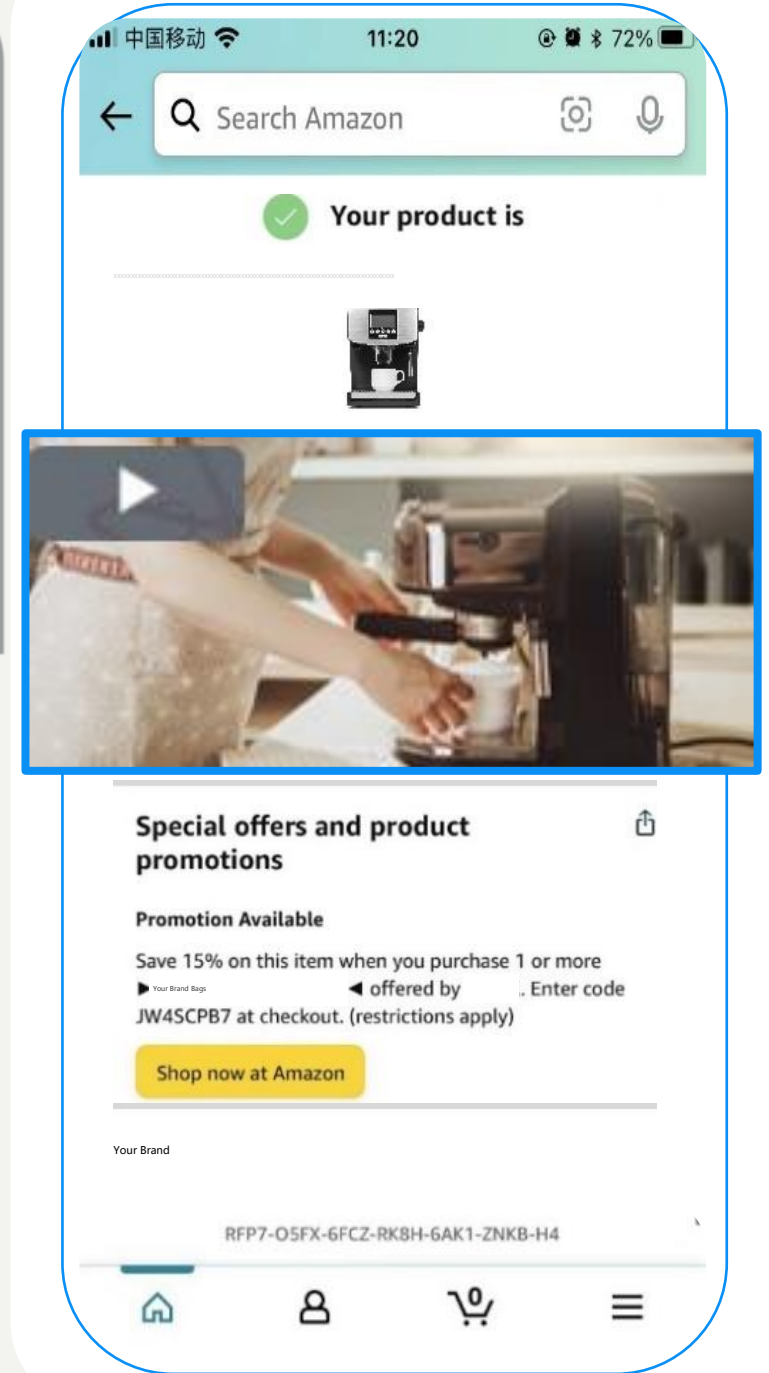 中国移动 11:20 72%
Search Amazon
Your product is
Special offers and product
promotions
Promotion Available
Save 15% on this item when you purchase 1 or more
▶ Your Brand Bags ◀ offered by . Enter code
JW4SCPB7 at checkout. (restrictions apply)
Shop now at Amazon
Your Brand
RFP7-O5FX-6FCZ-RK8H-6AK1-ZNKB-H4
0